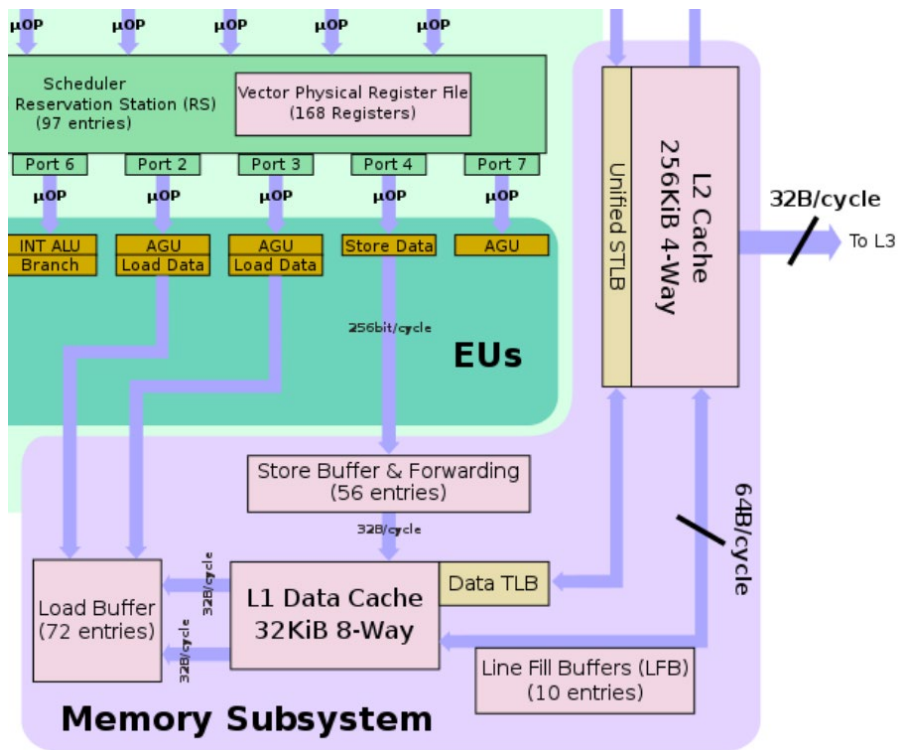 μOP μOP μOP μOP μOP
Scheduler
Reservation Station (RS)
(97 entries)
Vector Physical Register File
(168 Registers)
Port 6 Port 2 Port 3 Port 4 Port 7
μOP μOP μOP μOP μOP
INT ALU
Branch
AGU
Load Data
AGU
Load Data
Store Data
AGU
256bit/cycle
EUs
Unified STLB
L2 Cache
256KiB 4-Way
32B/cycle
To L3
Store Buffer & Forwarding
(56 entries)
32B/cycle
64B/cycle
Load Buffer
(72 entries)
32B/cycle
32B/cycle
L1 Data Cache
32KiB 8-Way
Data TLB
Line Fill Buffers (LFB)
(10 entries)
Memory Subsystem